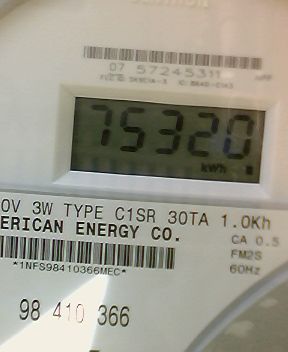 07 57245311
75320
kWh
0V 3W TYPE C1SR 30TA 1.0Kh
ERICAN ENERGY CO.
CA 0.5
FM2S
60Hz
*1NFS98410366MEC*
98 410 366